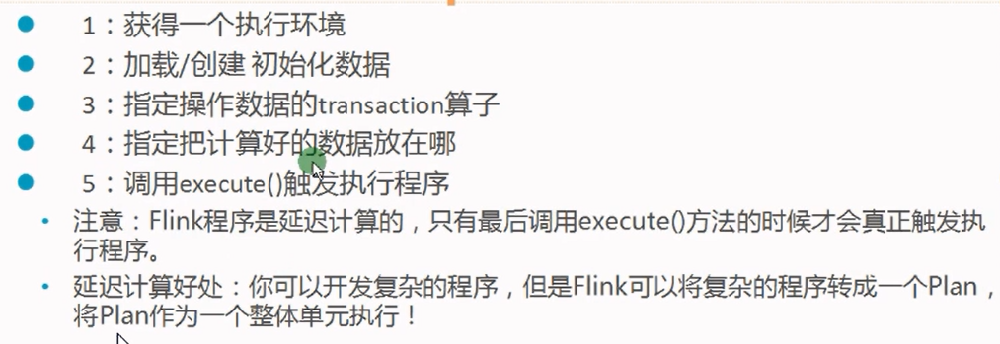 1：获得一个执行环境
2：加载/创建 初始化数据
3：指定操作数据的transaction算子
4：指定把计算好的数据放在哪
5：调用execute()触发执行程序
注意：Flink程序是延迟计算的，只有最后调用execute()方法的时候才会真正触发执
行程序。
延迟计算好处：你可以开发复杂的程序，但是Flink可以将复杂的程序转成一个Plan，
将Plan作为一个整体单元执行！